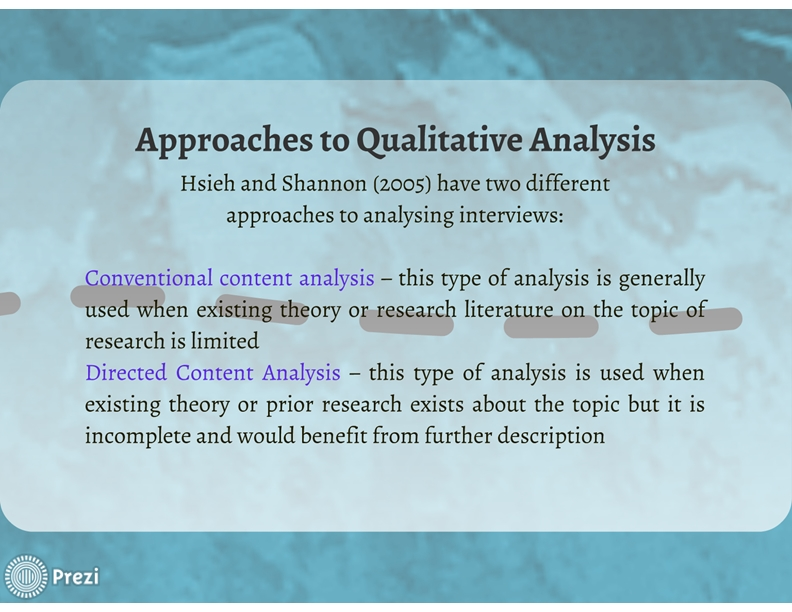 Approaches to Qualitative Analysis
Hsieh and Shannon (2005) have two different
approaches to analysing interviews:
Conventional content analysis – this type of analysis is generally
used when existing theory or research literature on the topic of
research is limited
Directed Content Analysis – this type of analysis is used when
existing theory or prior research exists about the topic but it is
incomplete and would benefit from further description
Prezi